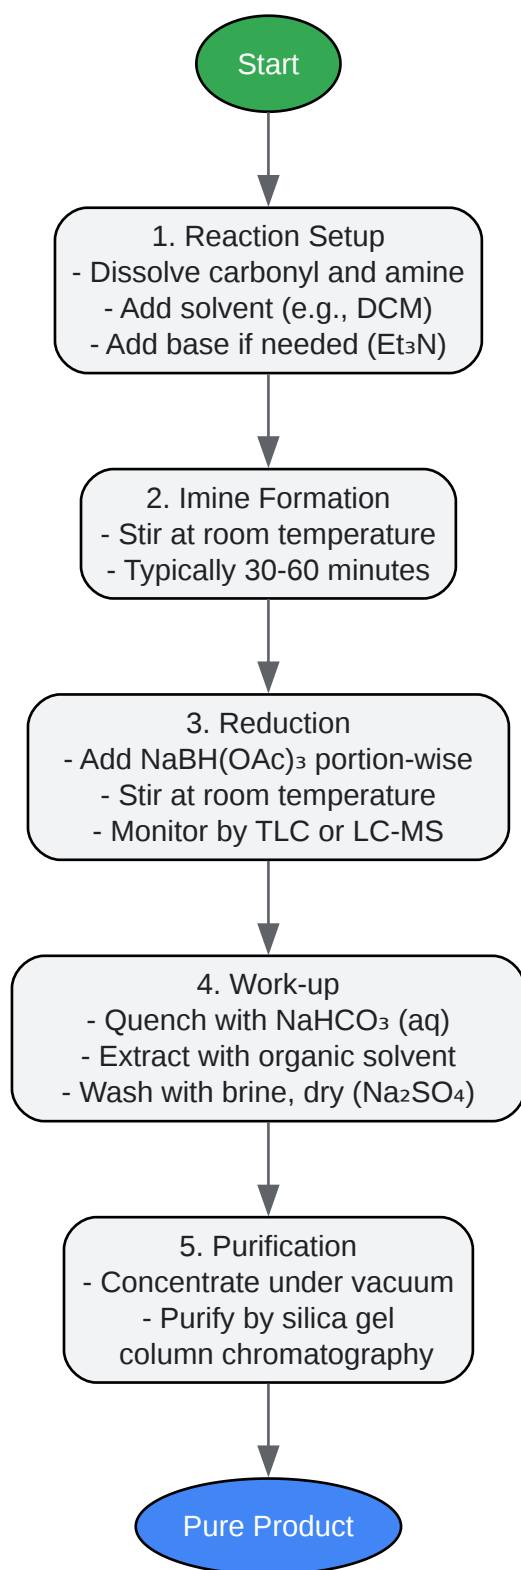 Start
1. Reaction Setup
- Dissolve carbonyl and amine
- Add solvent (e.g., DCM)
- Add base if needed (Et₃N)
2. Imine Formation
- Stir at room temperature
- Typically 30-60 minutes
3. Reduction
- Add NaBH(OAc)₃ portion-wise
- Stir at room temperature
- Monitor by TLC or LC-MS
4. Work-up
- Quench with NaHCO₃ (aq)
- Extract with organic solvent
- Wash with brine, dry (Na₂SO₄)
5. Purification
- Concentrate under vacuum
- Purify by silica gel
column chromatography
Pure Product